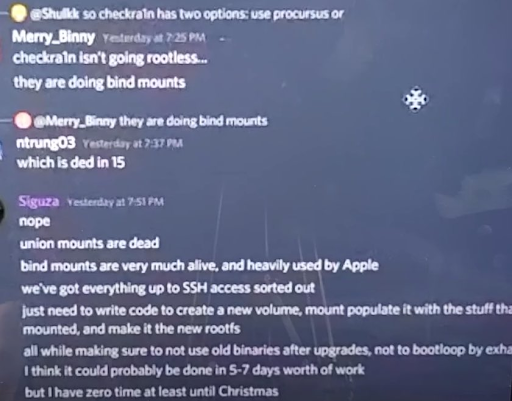 @Shulkk so checkra1n has two options: use procursus or
Merry_Binny Yesterday at 7:25 PM
checkra1n isn't going rootless...
they are doing bind mounts
@Merry_Binny they are doing bind mounts
ntrung03 Yesterday at 7:37 PM
which is ded in 15
Siguza Yesterday at 7:51 PM
nope
union mounts are dead
bind mounts are very much alive, and heavily used by Apple
we've got everything up to SSH access sorted out
just need to write code to create a new volume, mount populate it with the stuff tha
mounted, and make it the new rootfs
all while making sure to not use old binaries after upgrades, not to bootloop by exha
I think it could probably be done in 5-7 days worth of work
but I have zero time at least until Christmas